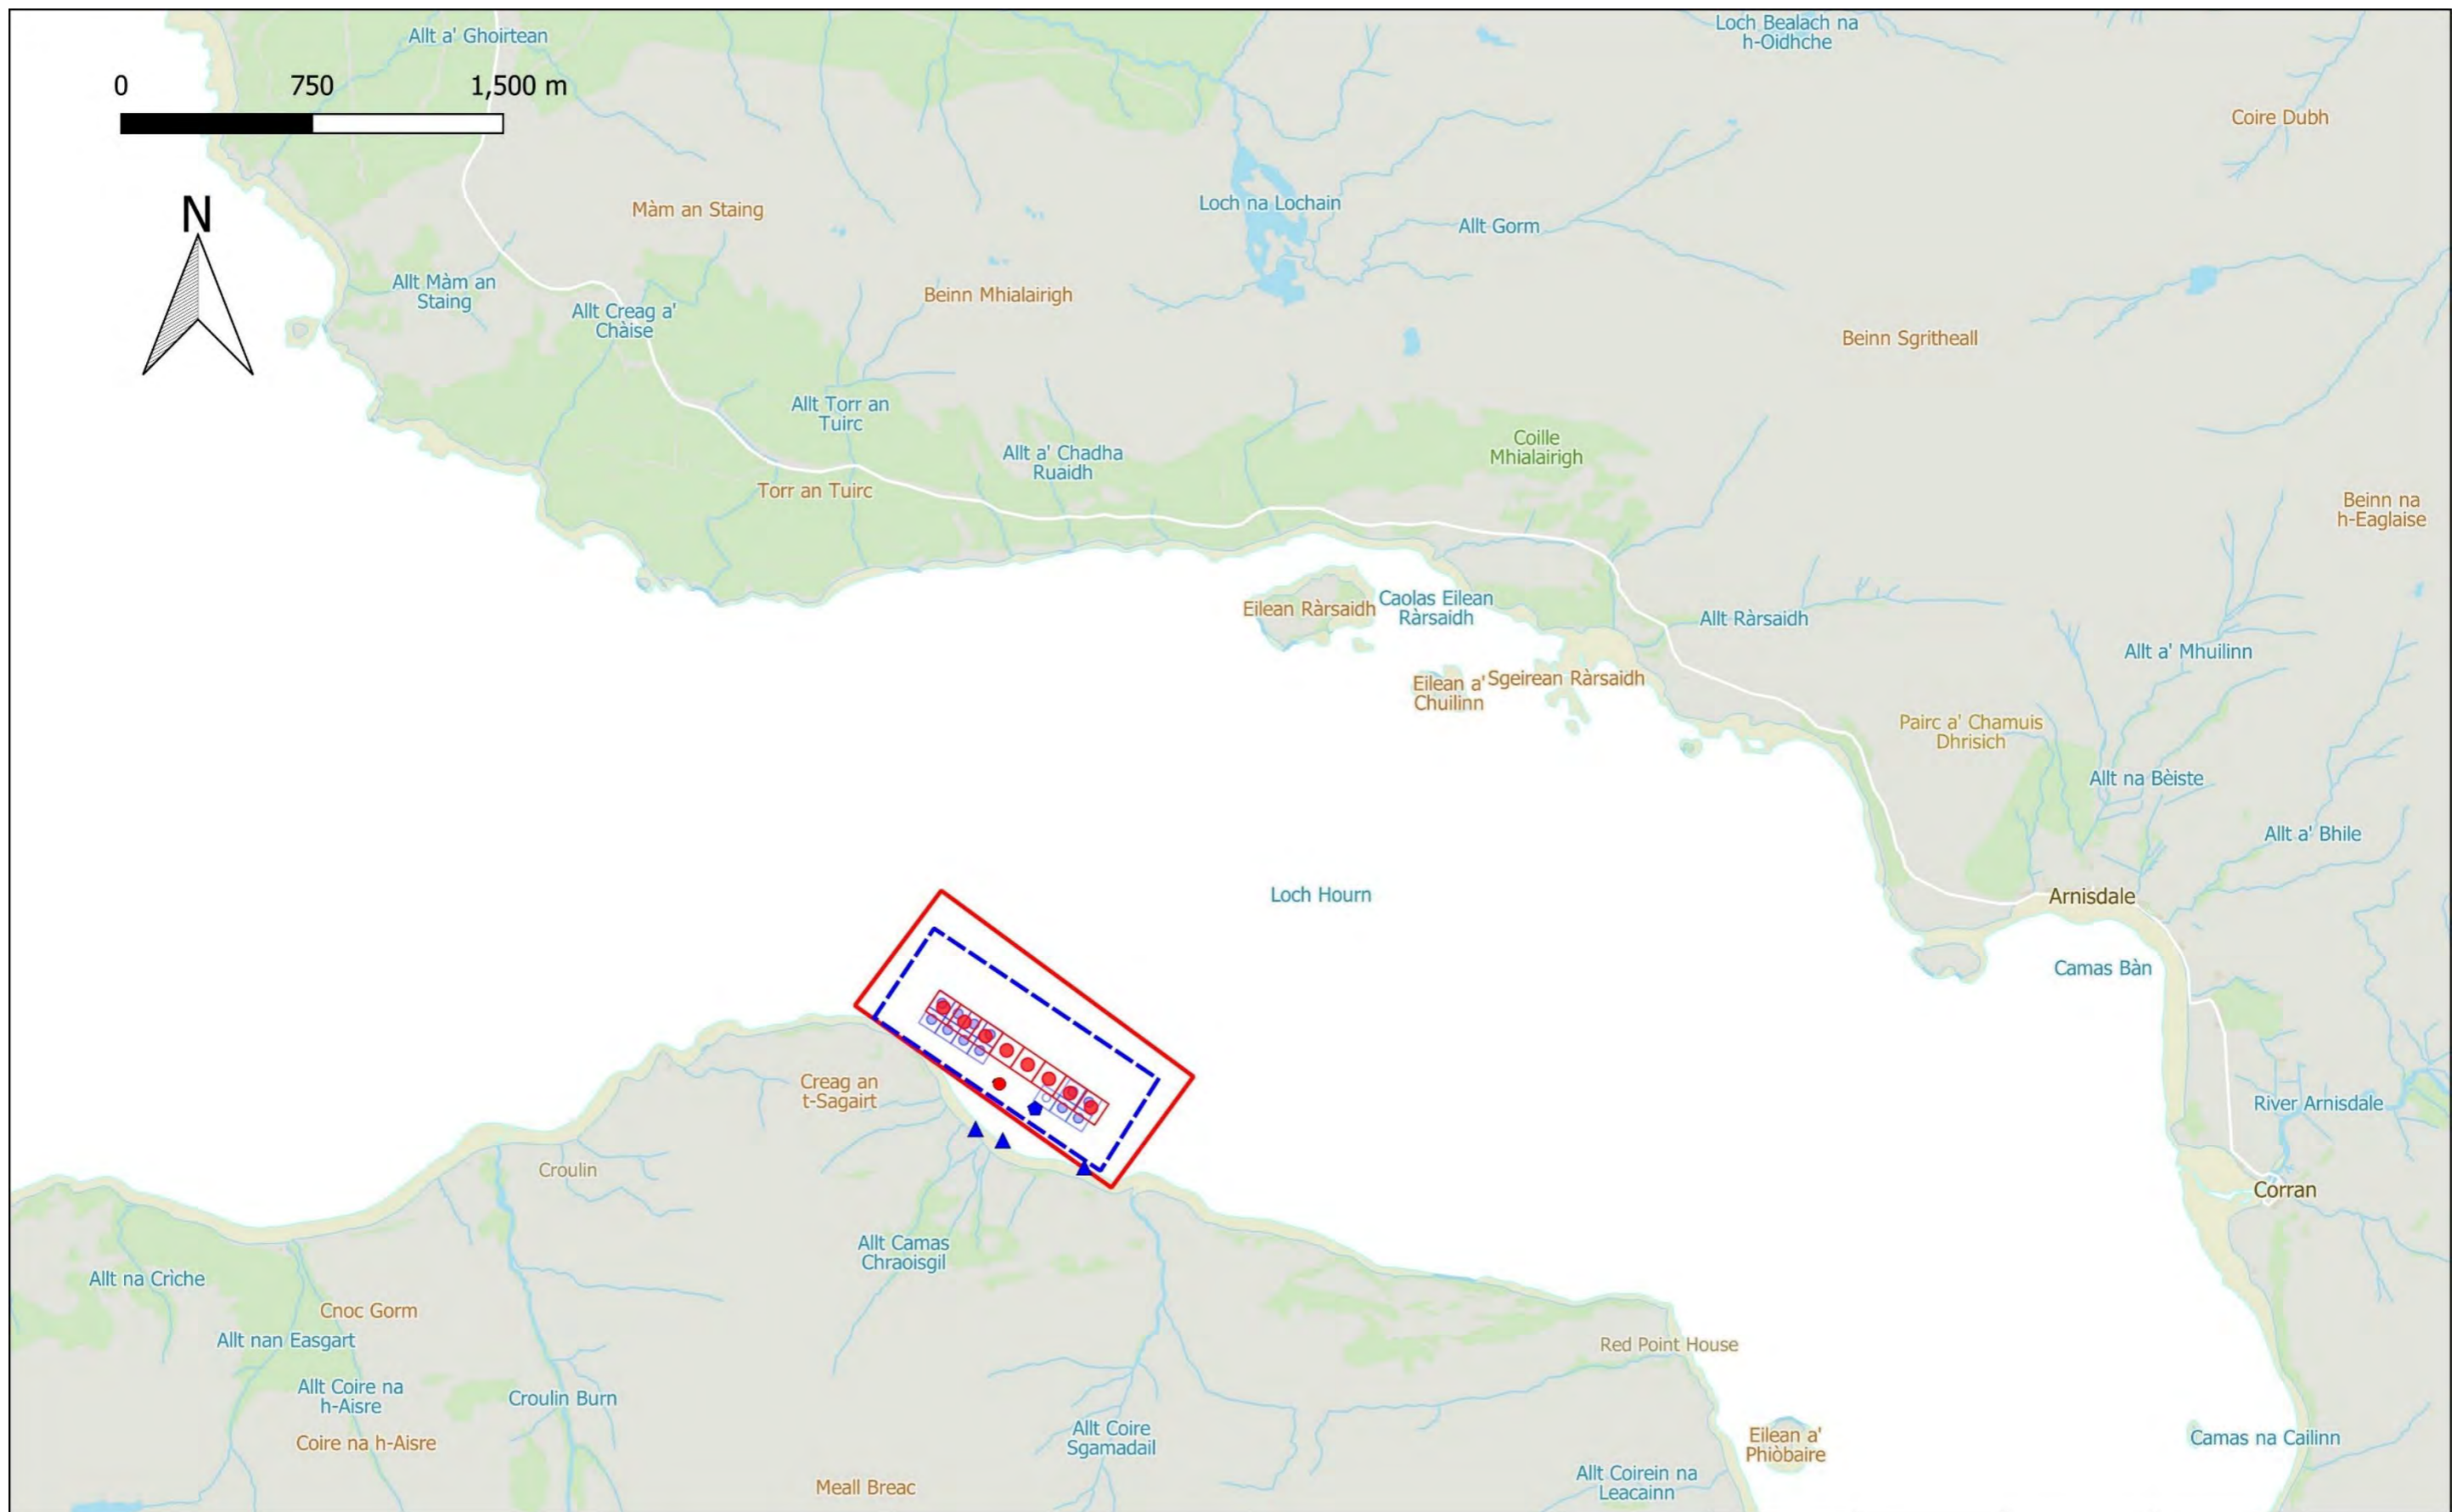 Allt a' Ghoirtean
Loch Bealach na
h-Oidhche
0 750 1,500 m
Coire Dubh
N
Màm an Staing
Loch na Lochain
Allt Gorm
Allt Màm an
Staing
Allt Creag a'
Chàise
Beinn Mhialairigh
Beinn Sgritheall
Allt Torr an
Tuirc
Allt a' Chadha
Ruaidh
Coille
Mhialairigh
Torr an Tuirc
Beinn na
h-Eaglaise
Eilean Ràrsaidh
Caolas Eilean
Ràrsaidh
Allt Ràrsaidh
Allt a' Mhuilinn
Eilean a'
Chuilinn
Sgeirean Ràrsaidh
Pairc a' Chamuis
Dhrisich
Allt na Bèiste
Allt a' Bhile
Loch Hourn
Arnisdale
Camas Bàn
Creag an
t-Sagairt
River Arnisdale
Croulin
Corran
Allt Camas
Chraoisgil
Allt na Crìche
Cnoc Gorm
Allt nan Easgart
Red Point House
Allt Coire na
h-Aisre
Croulin Burn
Coire na h-Aisre
Allt Coire
Sgamadail
Eilean a'
Phiòbaire
Camas na Cailinn
Meall Breac
Allt Coirein na
Leacainn